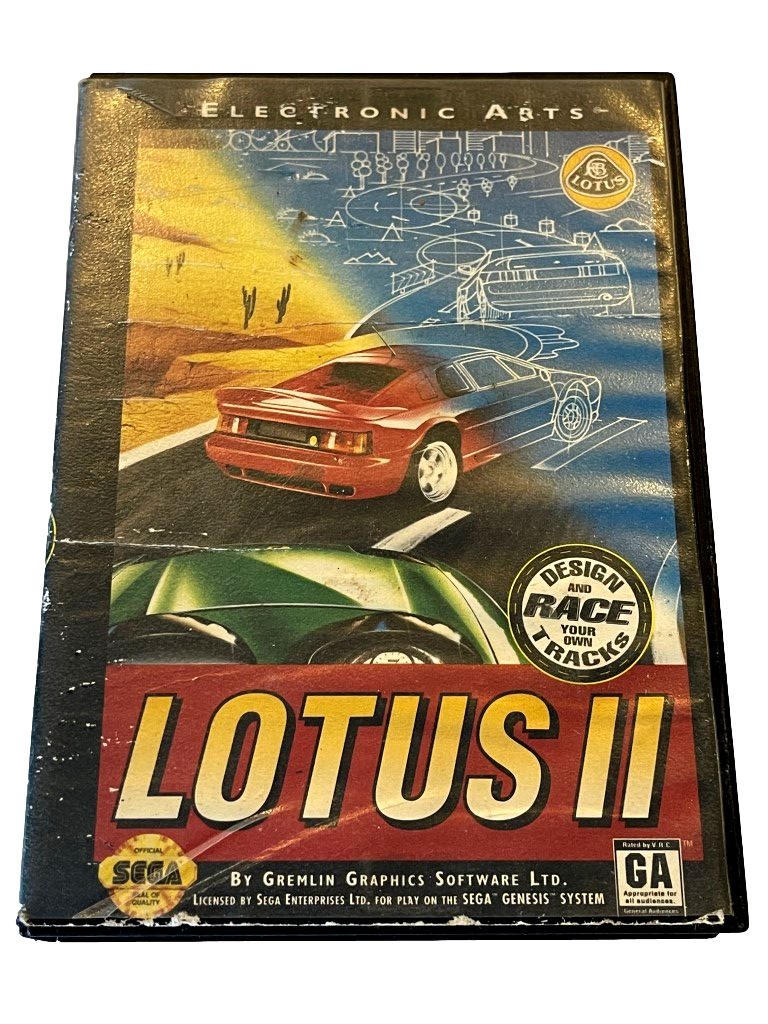 ELECTRONIC ARTS
LOTUS
DESIGN
AND
RACE
YOUR
OWN
TRACKS
LOTUS II
OFFICIAL
SEGA
SEAL OF
QUALITY
BY GREMLIN GRAPHICS SOFTWARE LTD.
LICENSED BY SEGA ENTERPRISES LTD. FOR PLAY ON THE SEGA™ GENESIS™ SYSTEM
Rated by V.R.C.
GA
™
Appropriate for
all audiences.
General Audiences